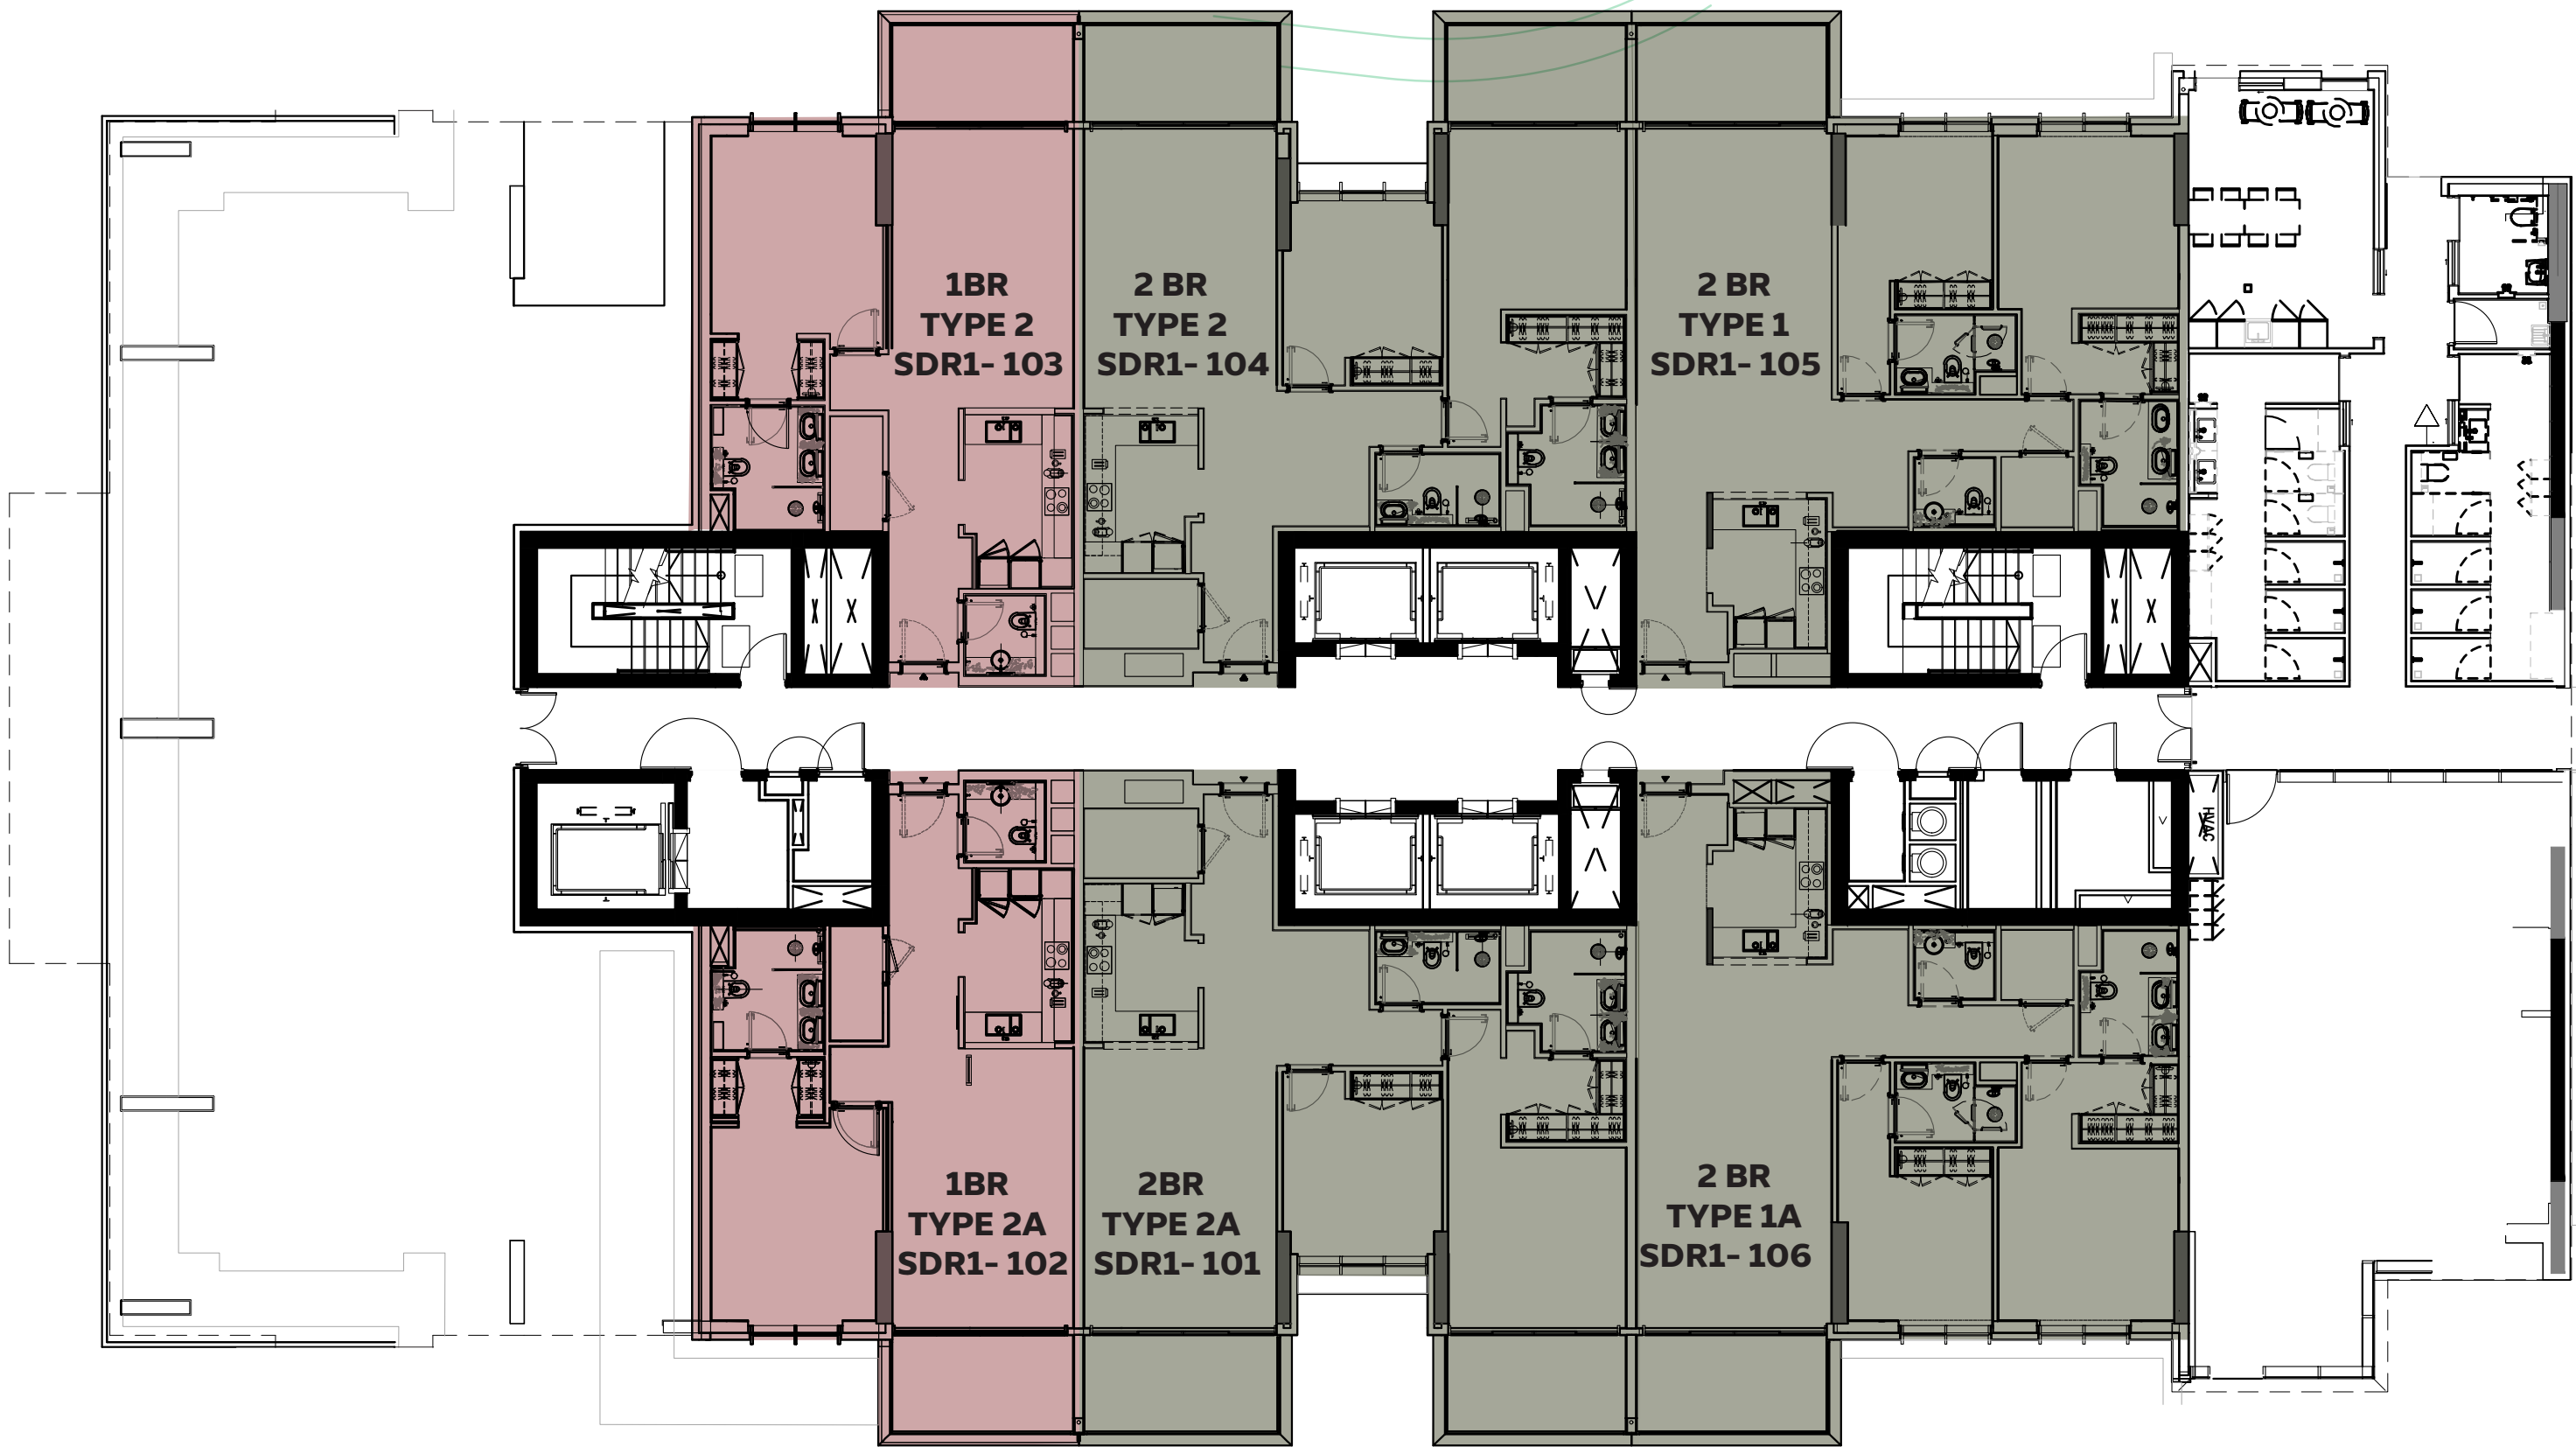 1BR
TYPE 2
SDR1- 103
2 BR
TYPE 2
SDR1- 104
2 BR
TYPE 1
SDR1- 105
HVAC
1BR
TYPE 2A
SDR1- 102
2BR
TYPE 2A
SDR1- 101
2 BR
TYPE 1A
SDR1- 106